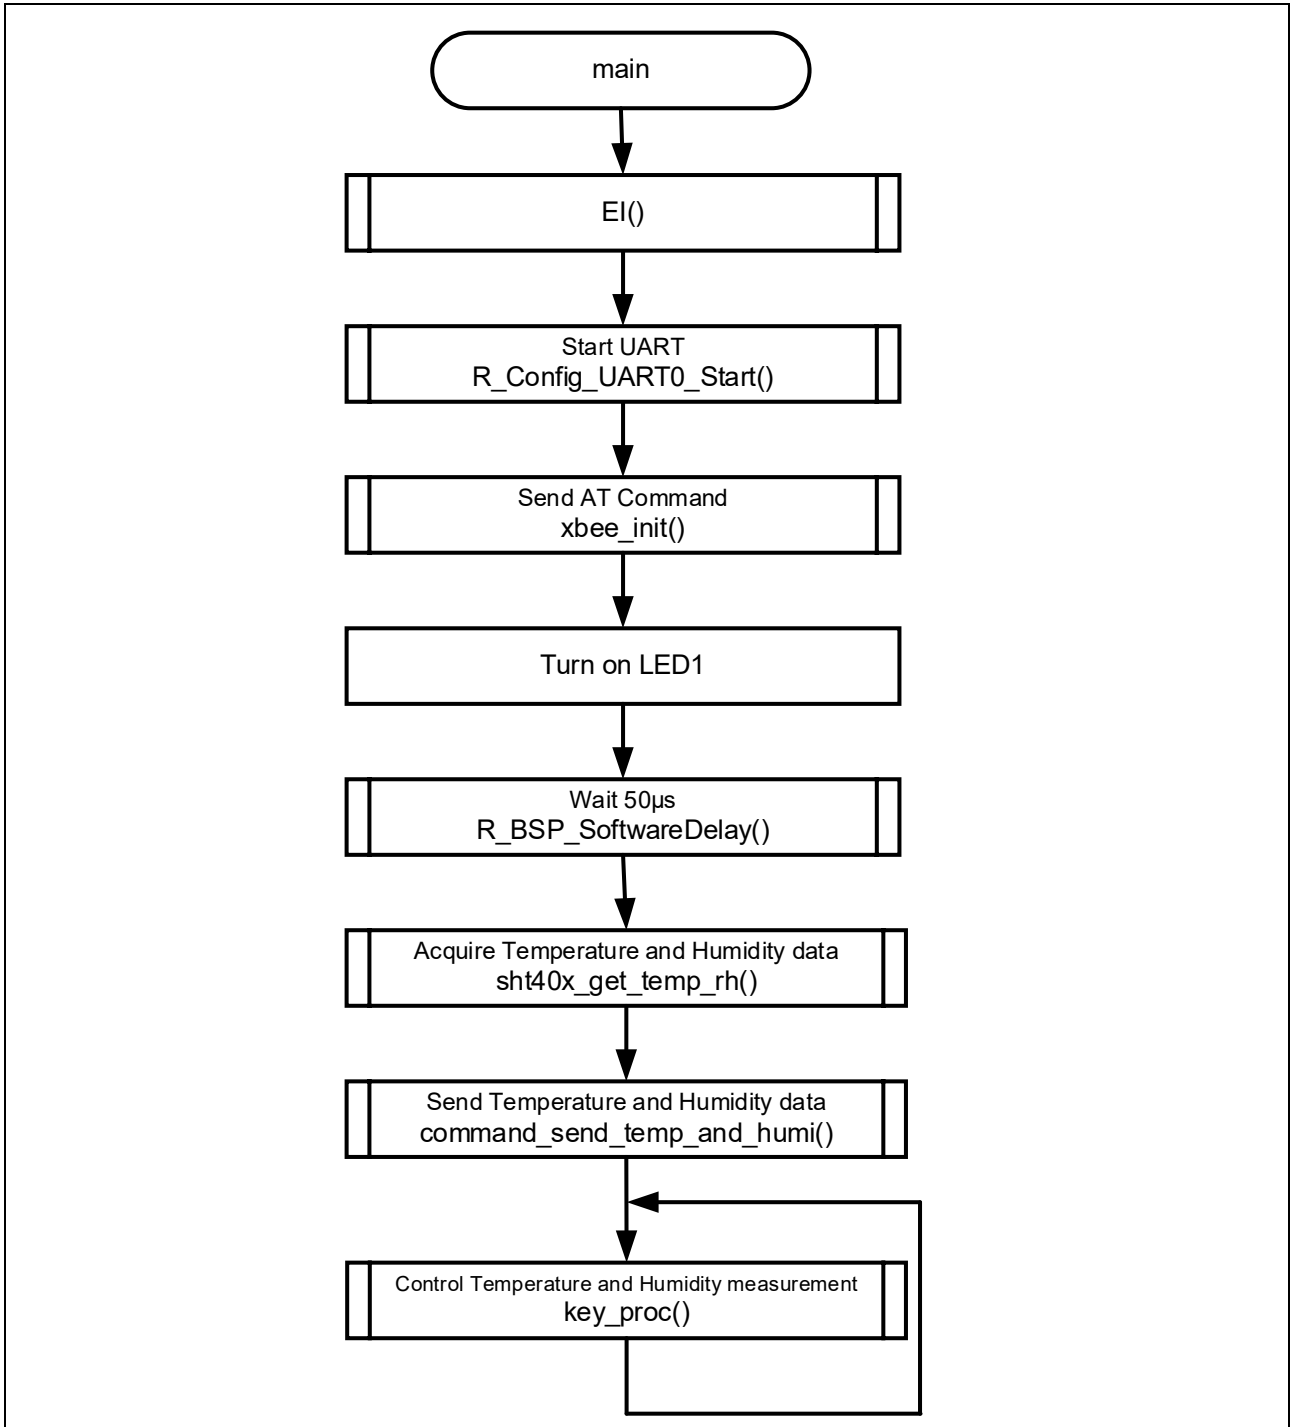 main
EI()
Start UART
R_Config_UART0_Start()
Send AT Command
xbee_init()
Turn on LED1
Wait 50µs
R_BSP_SoftwareDelay()
Acquire Temperature and Humidity data
sht40x_get_temp_rh()
Send Temperature and Humidity data
command_send_temp_and_humi()
Control Temperature and Humidity measurement
key_proc()